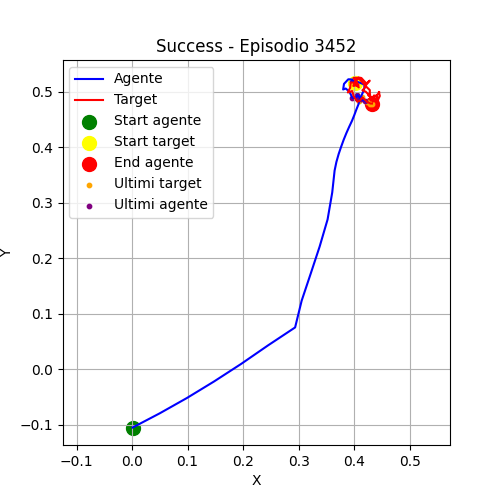 Success - Episodio 3452
Agente
Target
Start agente
Start target
End agente
Ultimi target
Ultimi agente
0.5
0.4
0.3
0.2
0.1
0.0
−0.1
Y
−0.1
0.0
0.1
0.2
0.3
0.4
0.5
X